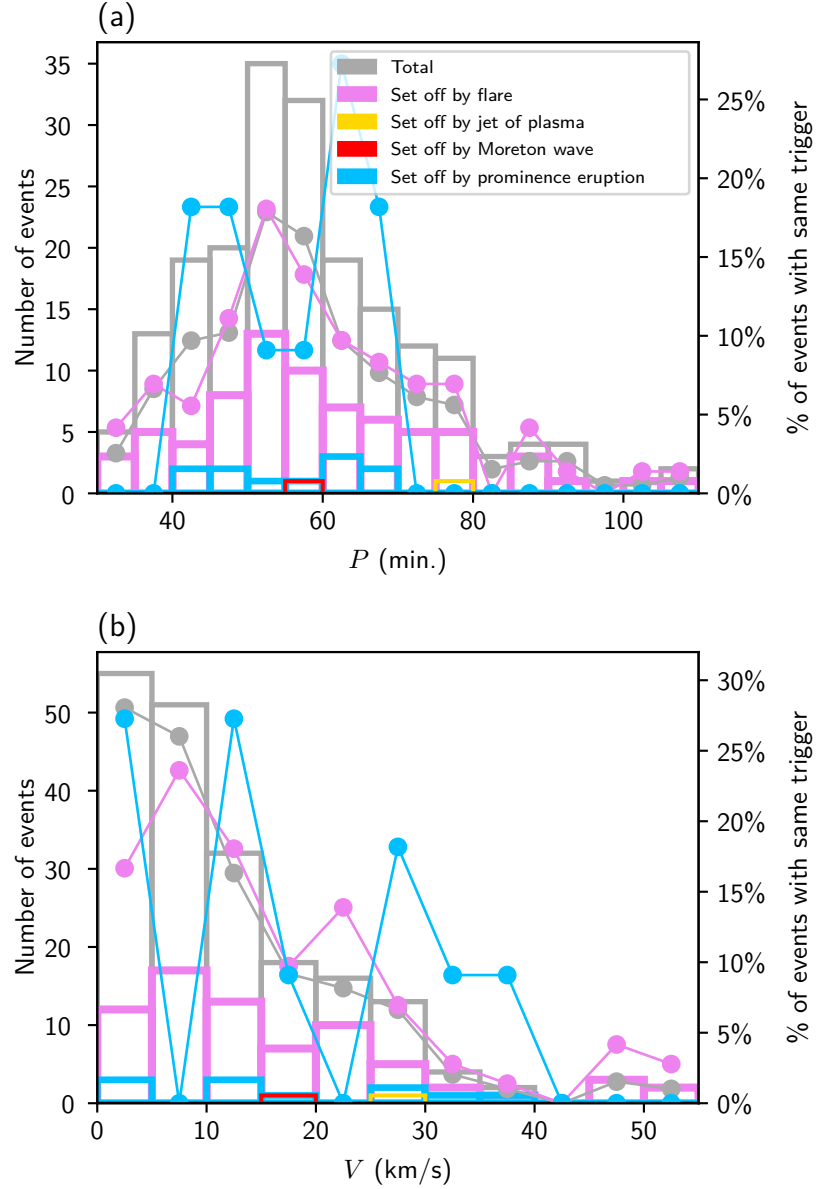 (a)
35
30
25
20
15
10
5
0
Number of events
Total
Set off by flare
Set off by jet of plasma
Set off by Moreton wave
Set off by prominence eruption
25%
20%
15%
10%
5%
0%
% of events with same trigger
40 60 80 100
P (min.)
(b)
50
40
30
20
10
0
Number of events
30%
25%
20%
15%
10%
5%
0%
% of events with same trigger
0 10 20 30 40 50
V (km/s)